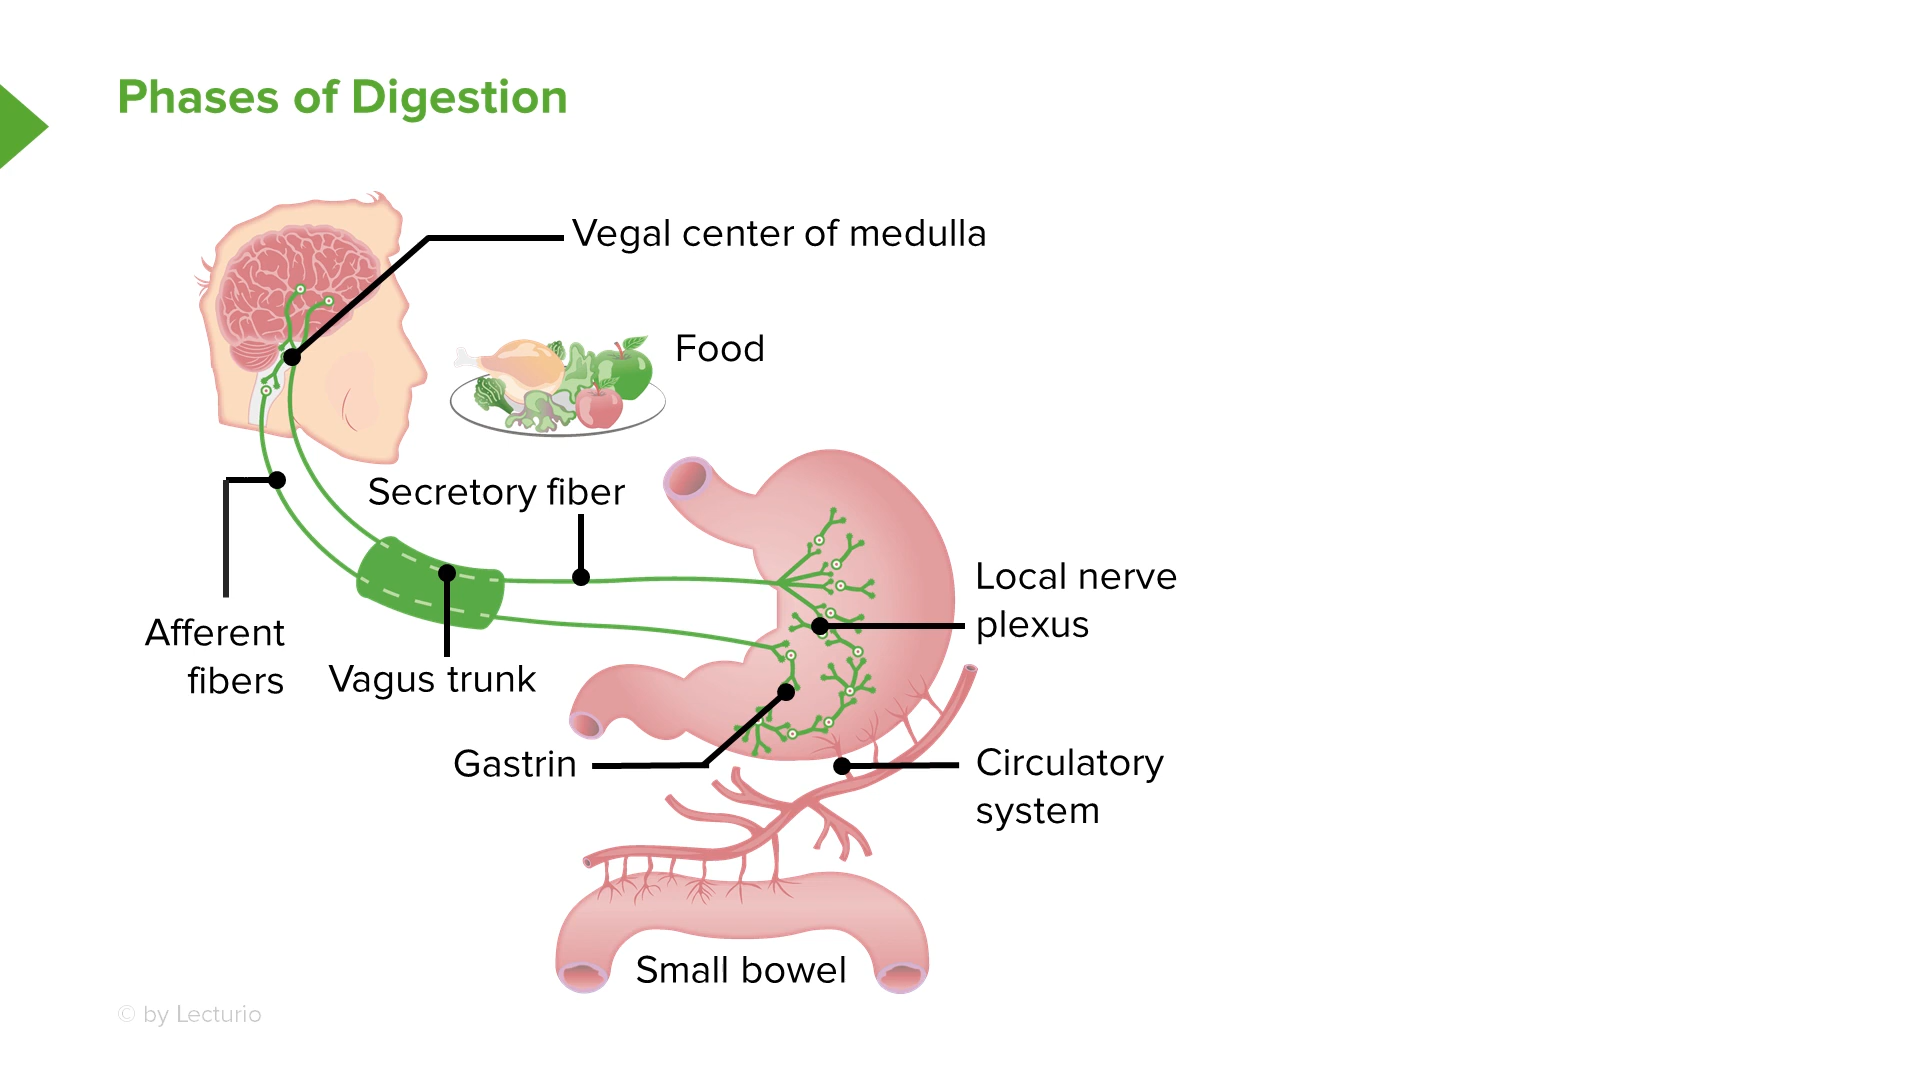 Phases of Digestion
Vegal center of medulla
Food
Secretory fiber
Local nerve
plexus
Afferent
fibers
Vagus trunk
Gastrin
Circulatory
system
Small bowel
© by Lecturio